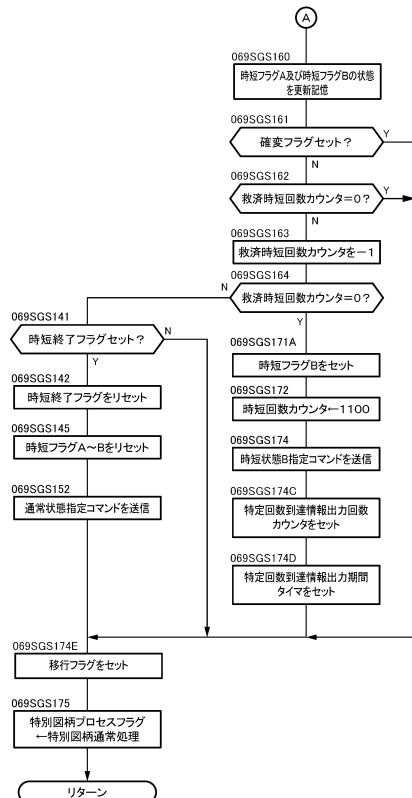 A
069SGS160
時短フラグA及び時短フラグBの状態
を更新記憶
069SGS161
確変フラグセット?
Y
N
069SGS162
救済時短回数カウンタ=0?
Y
N
069SGS163
救済時短回数カウンタを-1
069SGS164
救済時短回数カウンタ=0?
N
Y
069SGS141
時短終了フラグセット?
N
Y
069SGS142
時短終了フラグをリセット
069SGS145
時短フラグA~Bをリセット
069SGS152
通常状態指定コマンドを送信
069SGS171A
時短フラグBをセット
069SGS172
時短回数カウンタ←1100
069SGS174
時短状態B指定コマンドを送信
069SGS174C
特定回数到達情報出力回数
カウンタをセット
069SGS174D
特定回数到達情報出力期間
タイマをセット
069SGS174E
移行フラグをセット
069SGS175
特別図柄プロセスフラグ
←特別図柄通常処理
リターン